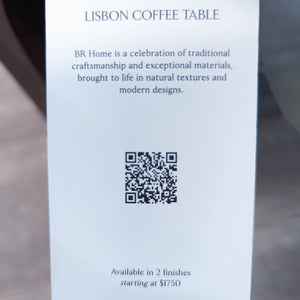 LISBON COFFEE TABLE
BR Home is a celebration of traditional
craftsmanship and exceptional materials,
brought to life in natural textures and
modern designs.
Available in 2 finishes
starting at $1750